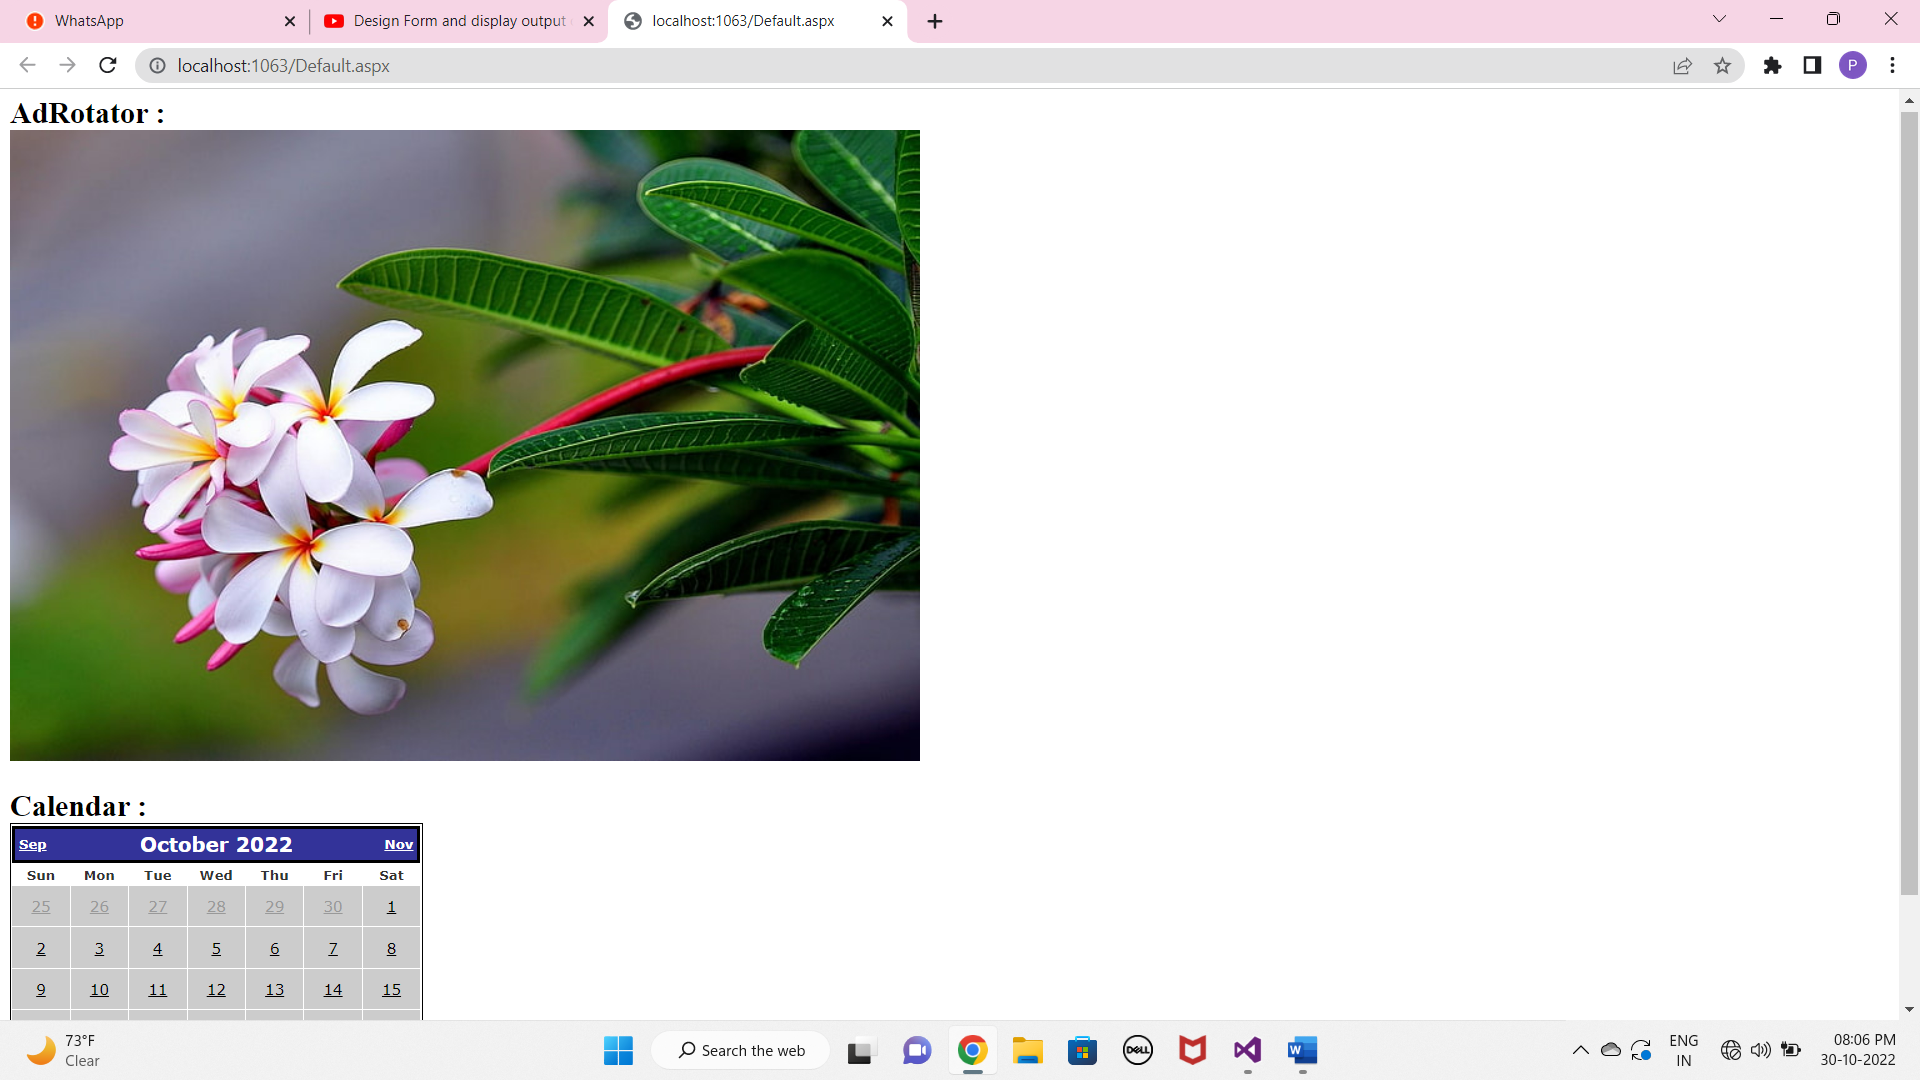 WhatsApp
Design Form and display output
localhost:1063/Default.aspx
localhost:1063/Default.aspx
P
AdRotator :
Calendar :
Sep October 2022 Nov
Sun Mon Tue Wed Thu Fri Sat
25 26 27 28 29 30 1
2 3 4 5 6 7 8
9 10 11 12 13 14 15
73°F
Clear
Search the web
DELL
W
ENG
IN
08:06 PM
30-10-2022